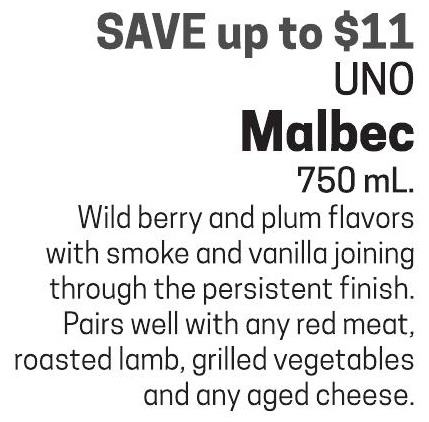 SAVE up to $11
UNO
Malbec
750 mL.
Wild berry and plum flavors
with smoke and vanilla joining
through the persistent finish.
Pairs well with any red meat,
roasted lamb, grilled vegetables
and any aged cheese.